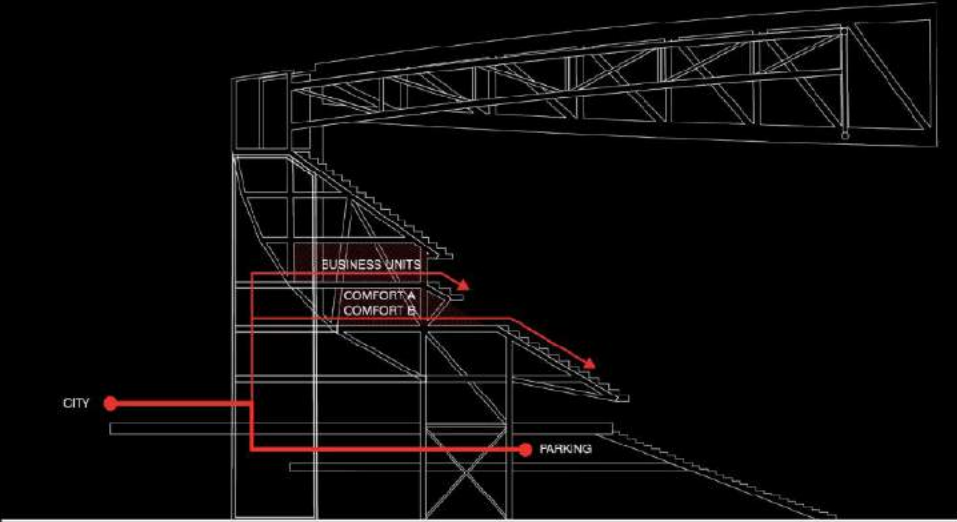 BUSINESS UNITS
COMFORT A
COMFORT B
CITY
PARKING